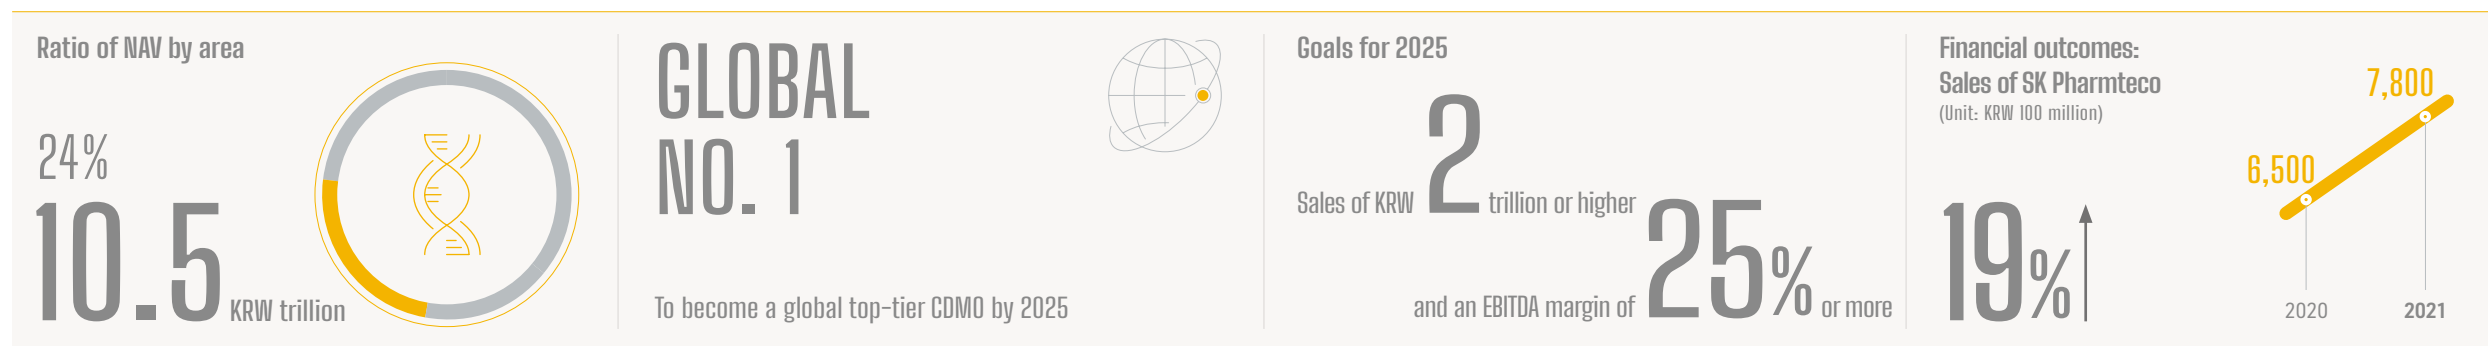 Ratio of NAV by area
24%
10.5 KRW trillion
GLOBAL
NO. 1
To become a global top-tier CDMO by 2025
Goals for 2025
Sales of KRW 2 trillion or higher
and an EBITDA margin of 25% or more
Financial outcomes:
Sales of SK Pharmteco
(Unit: KRW 100 million)
19%
7,800
6,500
2020
2021